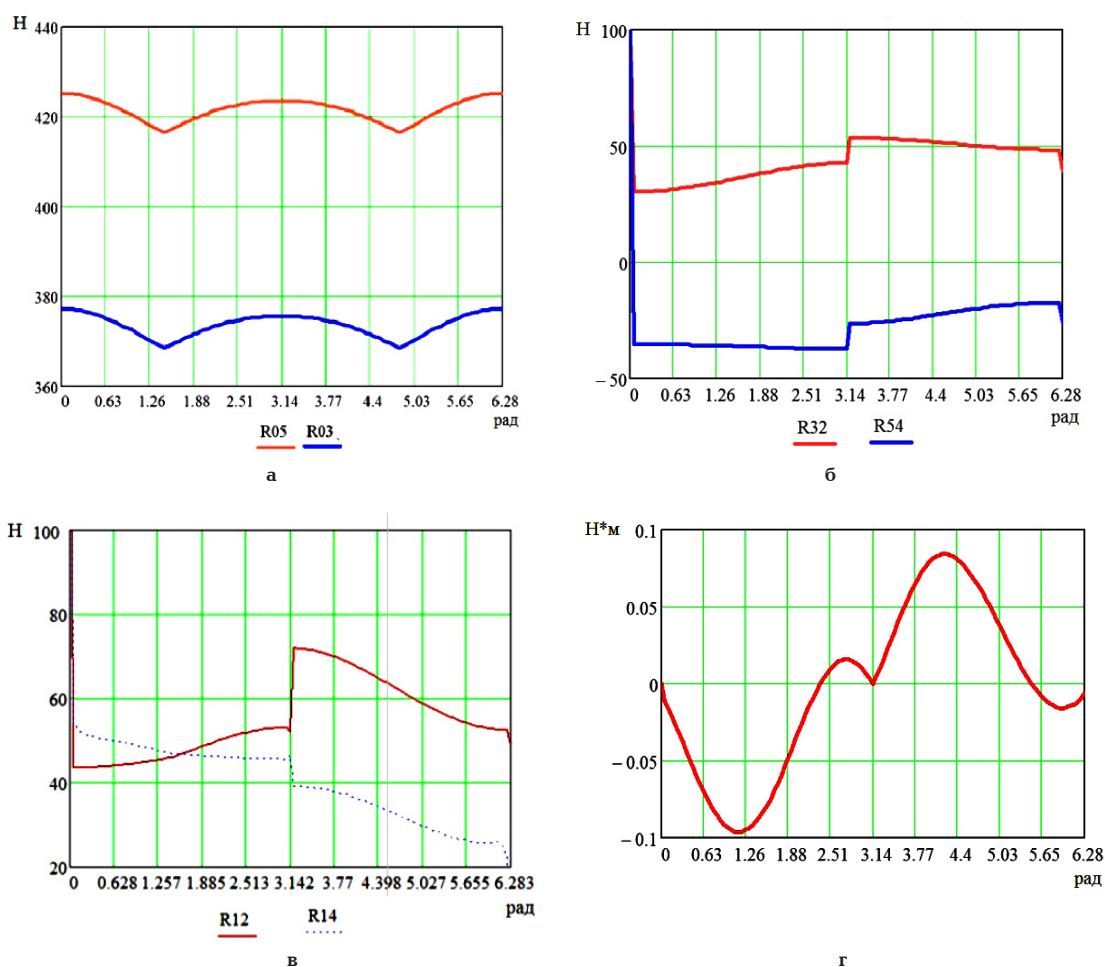 Н
440
420
400
380
360
0 0.63 1.26 1.88 2.51 3.14 3.77 4.4 5.03 5.65 6.28
рад
R05 R03
а
Н 100
50
0
−50
0 0.63 1.26 1.88 2.51 3.14 3.77 4.4 5.03 5.65 6.28
рад
R32 R54
б
Н 100
80
60
40
20
0 0.628 1.257 1.885 2.513 3.142 3.77 4.398 5.027 5.655 6.283
рад
R12 R14
в
Н*м 0.1
0.05
0
−0.05
−0.1
0 0.63 1.26 1.88 2.51 3.14 3.77 4.4 5.03 5.65 6.28
рад
г